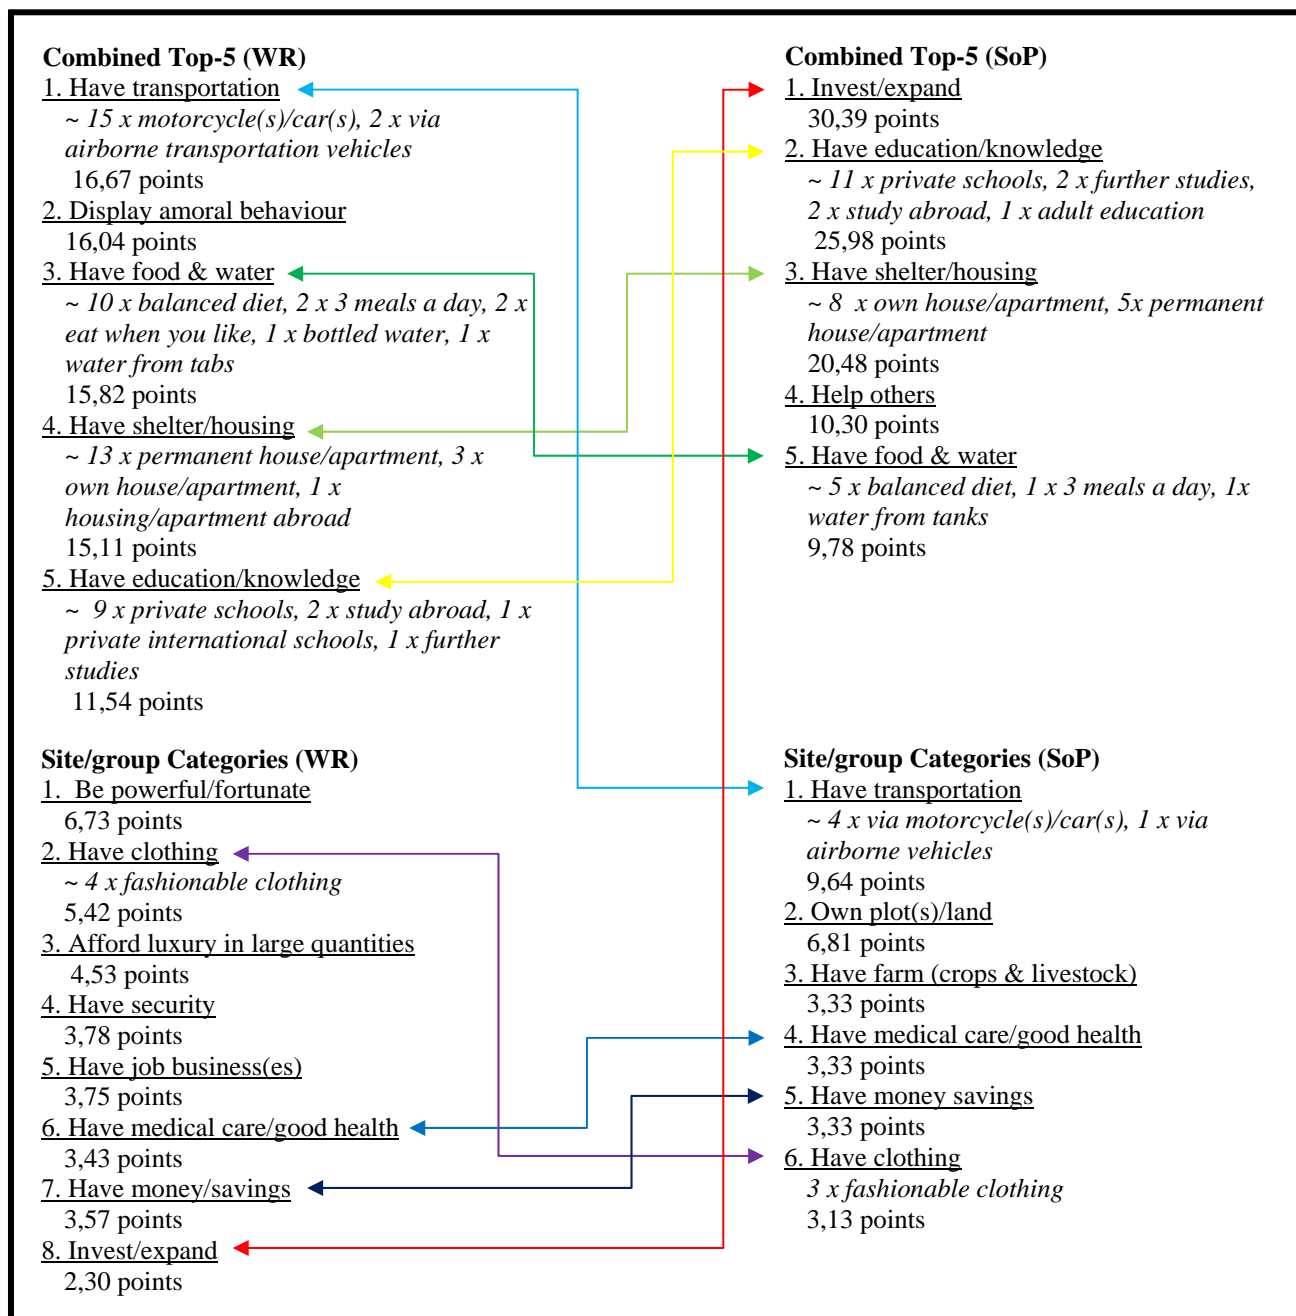 Combined Top-5 (WR)
1. Have transportation
~ 15 x motorcycle(s)/car(s), 2 x via
airborne transportation vehicles
16,67 points
2. Display amoral behaviour
16,04 points
3. Have food & water
~ 10 x balanced diet, 2 x 3 meals a day, 2 x
eat when you like, 1 x bottled water, 1 x
water from tabs
15,82 points
4. Have shelter/housing
~ 13 x permanent house/apartment, 3 x
own house/apartment, 1 x
housing/apartment abroad
15,11 points
5. Have education/knowledge
~ 9 x private schools, 2 x study abroad, 1 x
private international schools, 1 x further
studies
11,54 points
Site/group Categories (WR)
1. Be powerful/fortunate
6,73 points
2. Have clothing
~ 4 x fashionable clothing
5,42 points
3. Afford luxury in large quantities
4,53 points
4. Have security
3,78 points
5. Have job business(es)
3,75 points
6. Have medical care/good health
3,43 points
7. Have money/savings
3,57 points
8. Invest/expand
2,30 points
Combined Top-5 (SoP)
1. Invest/expand
30,39 points
2. Have education/knowledge
~ 11 x private schools, 2 x further studies,
2 x study abroad, 1 x adult education
25,98 points
3. Have shelter/housing
~ 8 x own house/apartment, 5x permanent
house/apartment
20,48 points
4. Help others
10,30 points
5. Have food & water
~ 5 x balanced diet, 1 x 3 meals a day, 1x
water from tanks
9,78 points
Site/group Categories (SoP)
1. Have transportation
~ 4 x via motorcycle(s)/car(s), 1 x via
airborne vehicles
9,64 points
2. Own plot(s)/land
6,81 points
3. Have farm (crops & livestock)
3,33 points
4. Have medical care/good health
3,33 points
5. Have money savings
3,33 points
6. Have clothing
3 x fashionable clothing
3,13 points